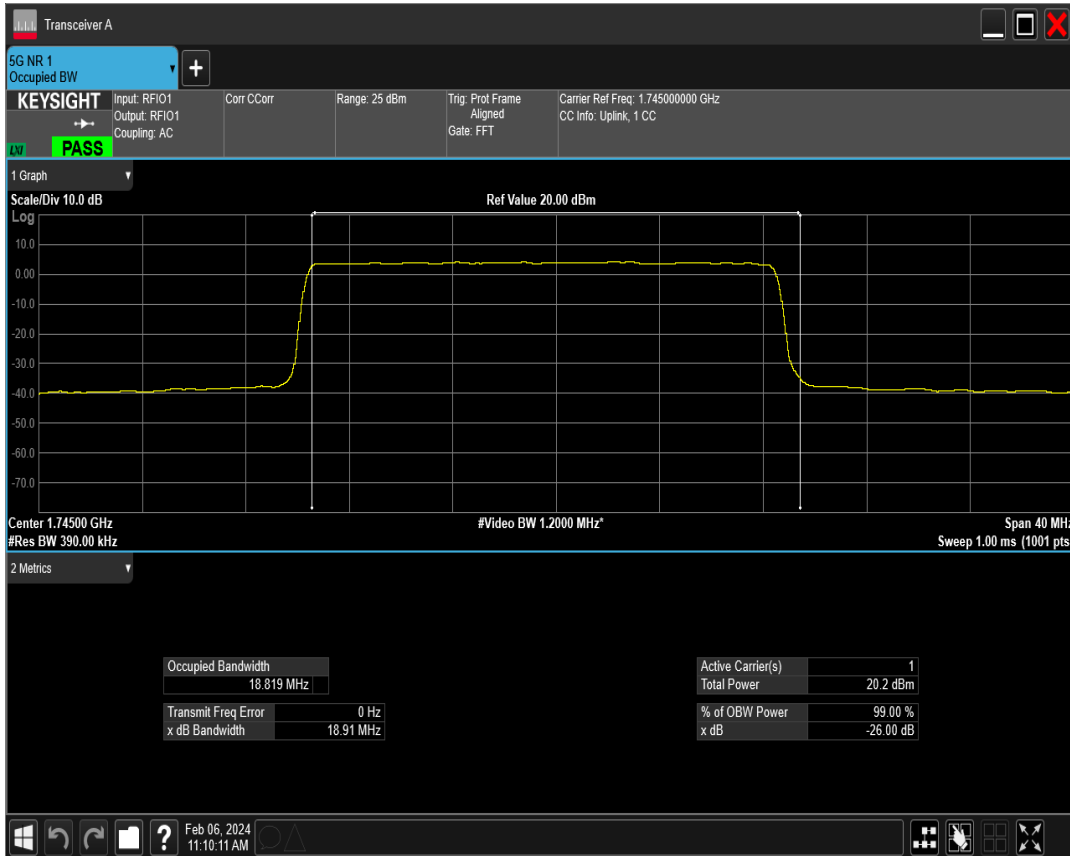 Transceiver A
5G NR 1
Occupied BW
KEYSIGHT
LXI
PASS
Input: RFIO1
Output: RFIO1
Coupling: AC
Corr CCorr
Range: 25 dBm
Trig: Prot Frame
Aligned
Gate: FFT
Carrier Ref Freq: 1.745000000 GHz
CC Info: Uplink, 1 CC
1 Graph
Scale/Div 10.0 dB
Ref Value 20.00 dBm
Log
10.0
0.00
-10.0
-20.0
-30.0
-40.0
-50.0
-60.0
-70.0
Center 1.74500 GHz
#Video BW 1.2000 MHz*
Span 40 MHz
#Res BW 390.00 kHz
Sweep 1.00 ms (1001 pts
2 Metrics
Occupied Bandwidth
18.819 MHz
Transmit Freq Error 0 Hz
x dB Bandwidth 18.91 MHz
Active Carrier(s) 1
Total Power 20.2 dBm
% of OBW Power 99.00 %
x dB -26.00 dB
?
Feb 06, 2024
11:10:11 AM